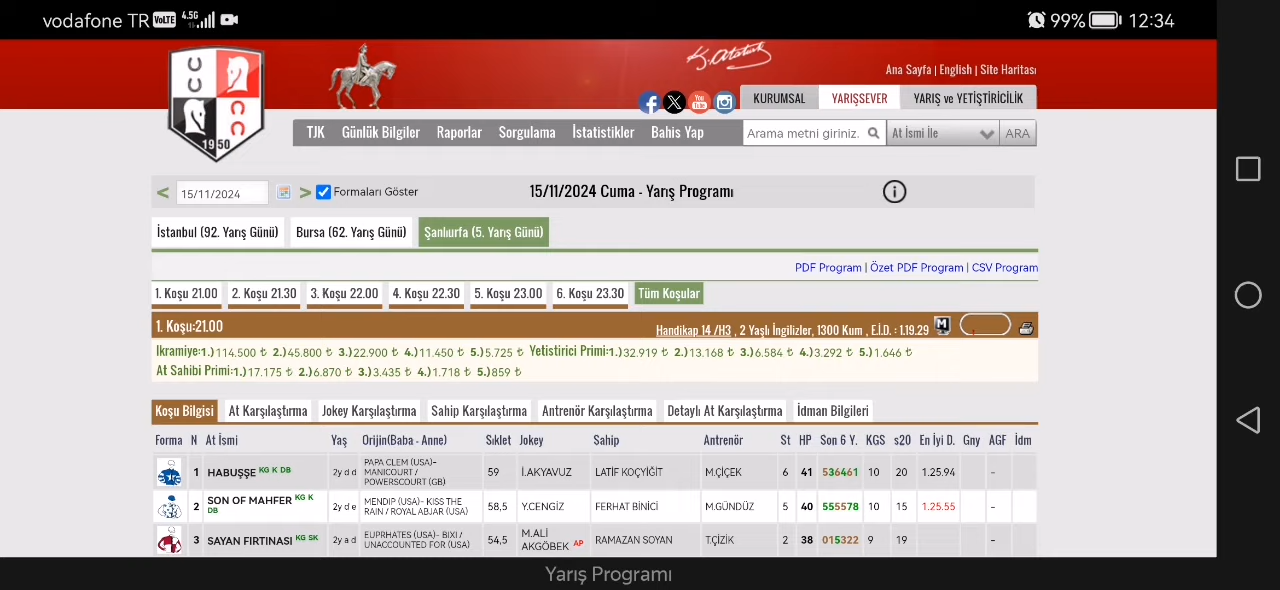 vodafone TR VoLTE 4.5G 1k 99% 12:34
K. Atatürk
Ana Sayfa | English | Site Haritası
KURUMSAL YARIŞSEVER YARIŞ ve YETİŞTİRİCİLİK
1950
TJK Günlük Bilgiler Raporlar Sorgulama İstatistikler Bahis Yap Arama metni giriniz. At İsmi İle ARA
< 15/11/2024 > Formaları Göster 15/11/2024 Cuma - Yarış Programı
İstanbul (92. Yarış Günü) Bursa (62. Yarış Günü) Şanlıurfa (5. Yarış Günü)
PDF Program | Özet PDF Program | CSV Program
1. Koşu 21.00 2. Koşu 21.30 3. Koşu 22.00 4. Koşu 22.30 5. Koşu 23.00 6. Koşu 23.30 Tüm Koşular
1. Koşu:21.00 Handikap 14 /H3 , 2 Yaşlı İngilizler, 1300 Kum , E.İ.D. : 1.19.29 M
İkramiye:1.)114.500 ₺ 2.)45.800 ₺ 3.)22.900 ₺ 4.)11.450 ₺ 5.)5.725 ₺ Yetistirici Primi:1.)32.919 ₺ 2.)13.168 ₺ 3.)6.584 ₺ 4.)3.292 ₺ 5.)1.646 ₺
At Sahibi Primi:1.)17.175 ₺ 2.)6.870 ₺ 3.)3.435 ₺ 4.)1.718 ₺ 5.)859 ₺
Koşu Bilgisi At Karşılaştırma Jokey Karşılaştırma Sahip Karşılaştırma Antrenör Karşılaştırma Detaylı At Karşılaştırma İdman Bilgileri
Forma N At İsmi Yaş Orijin(Baba - Anne) Sıklet Jokey Sahip Antrenör St HP Son 6 Y. KGS s20 En İyi D. Gny AGF İdm
1 HABUŞŞE KG K DB 2y d d PAPA CLEM (USA)- MANICOURT / POWERSCOURT (GB) 59 İ.AKYAVUZ LATİF KOÇYİĞİT M.ÇİÇEK 6 41 536461 10 20 1.25.94 -
2 SON OF MAHFER KG K DB 2y d e MENDIP (USA)- KISS THE RAIN / ROYAL ABJAR (USA) 58,5 Y.CENGİZ FERHAT BİNİCİ M.GÜNDÜZ 5 40 555578 10 15 1.25.55 -
3 SAYAN FIRTINASI KG SK 2y a d EUPRHATES (USA)- BIXI / UNACCOUNTED FOR (USA) 54,5 M.ALİ AKGÖBEK AP RAMAZAN SOYAN T.ÇİZİK 2 38 015322 9 19 -
Yarış Programı